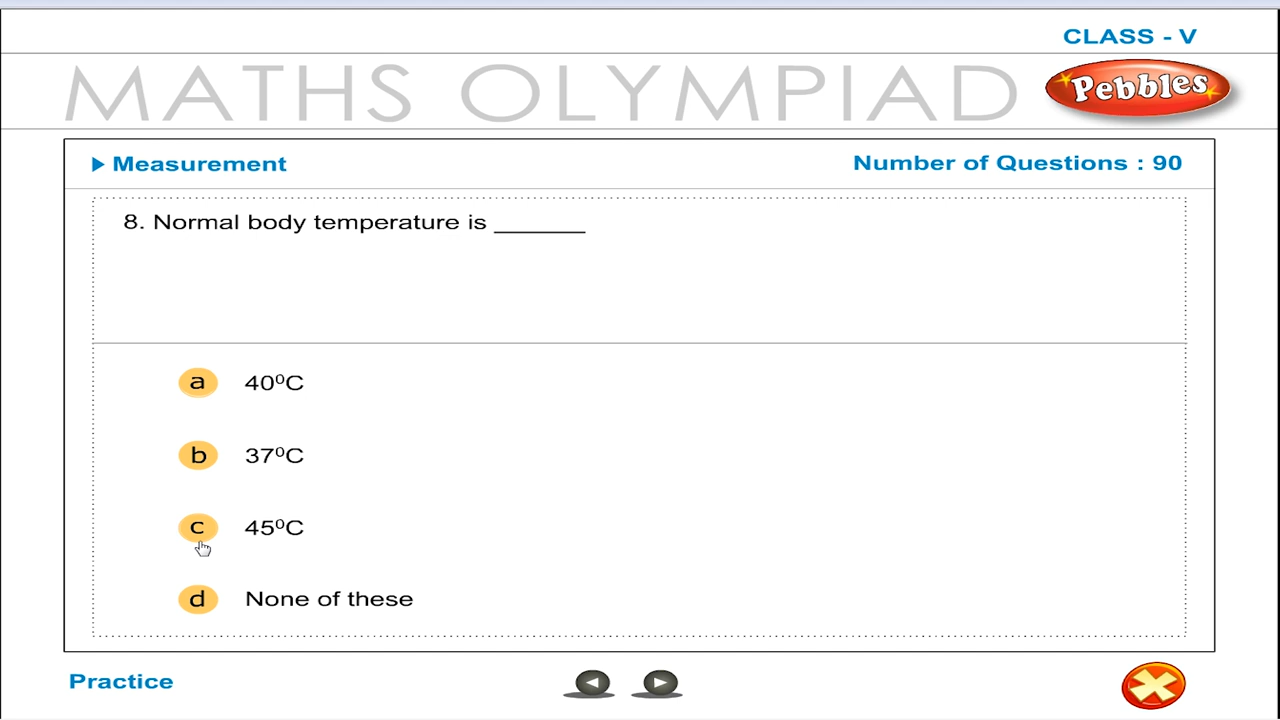 CLASS - V
MATHS OLYMPIAD
Pebbles
Measurement
Number of Questions : 90
8. Normal body temperature is _______
a 40⁰C
b 37⁰C
c 45⁰C
d None of these
Practice